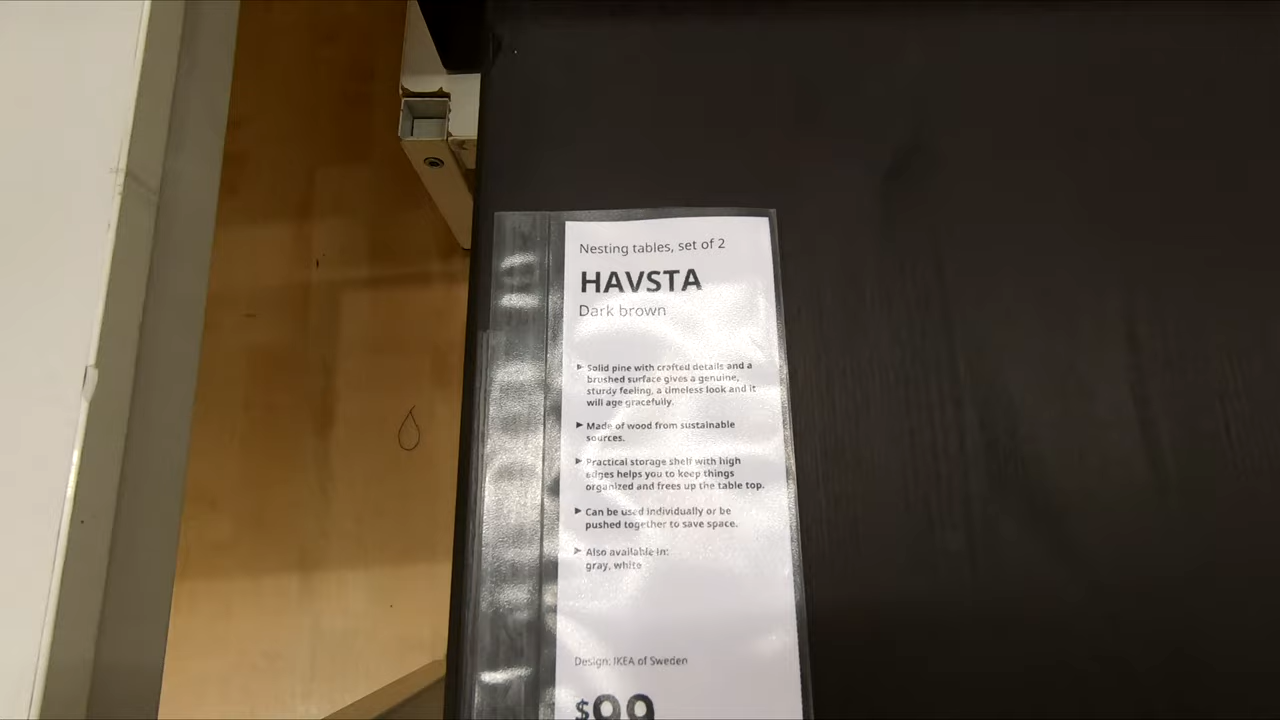 Nesting tables, set of 2
HAVSTA
Dark brown
▶ Solid pine with crafted details and a
brushed surface gives a genuine,
sturdy feeling, a timeless look and it
will age gracefully.
▶ Made of wood from sustainable
sources.
▶ Practical storage shelf with high
edges helps you to keep things
organized and frees up the table top.
▶ Can be used individually or be
pushed together to save space.
▶ Also available in:
gray, white
Design: IKEA of Sweden
$99